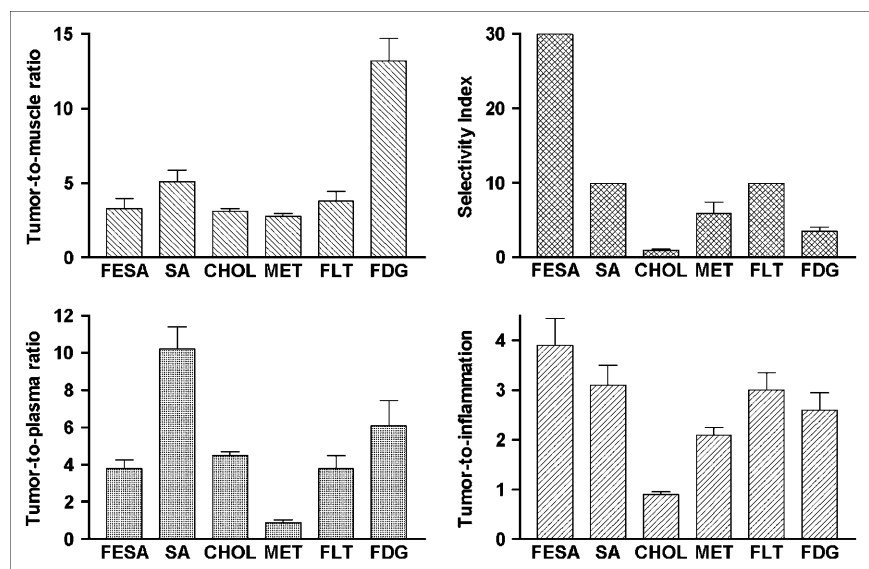 Tumor-to-muscle ratio
15
10
5
0
FESA SA CHOL MET FLT FDG
Selectivity Index
30
20
10
0
FESA SA CHOL MET FLT FDG
Tumor-to-plasma ratio
12
10
8
6
4
2
0
FESA SA CHOL MET FLT FDG
Tumor-to-inflammation
4
3
2
1
0
FESA SA CHOL MET FLT FDG